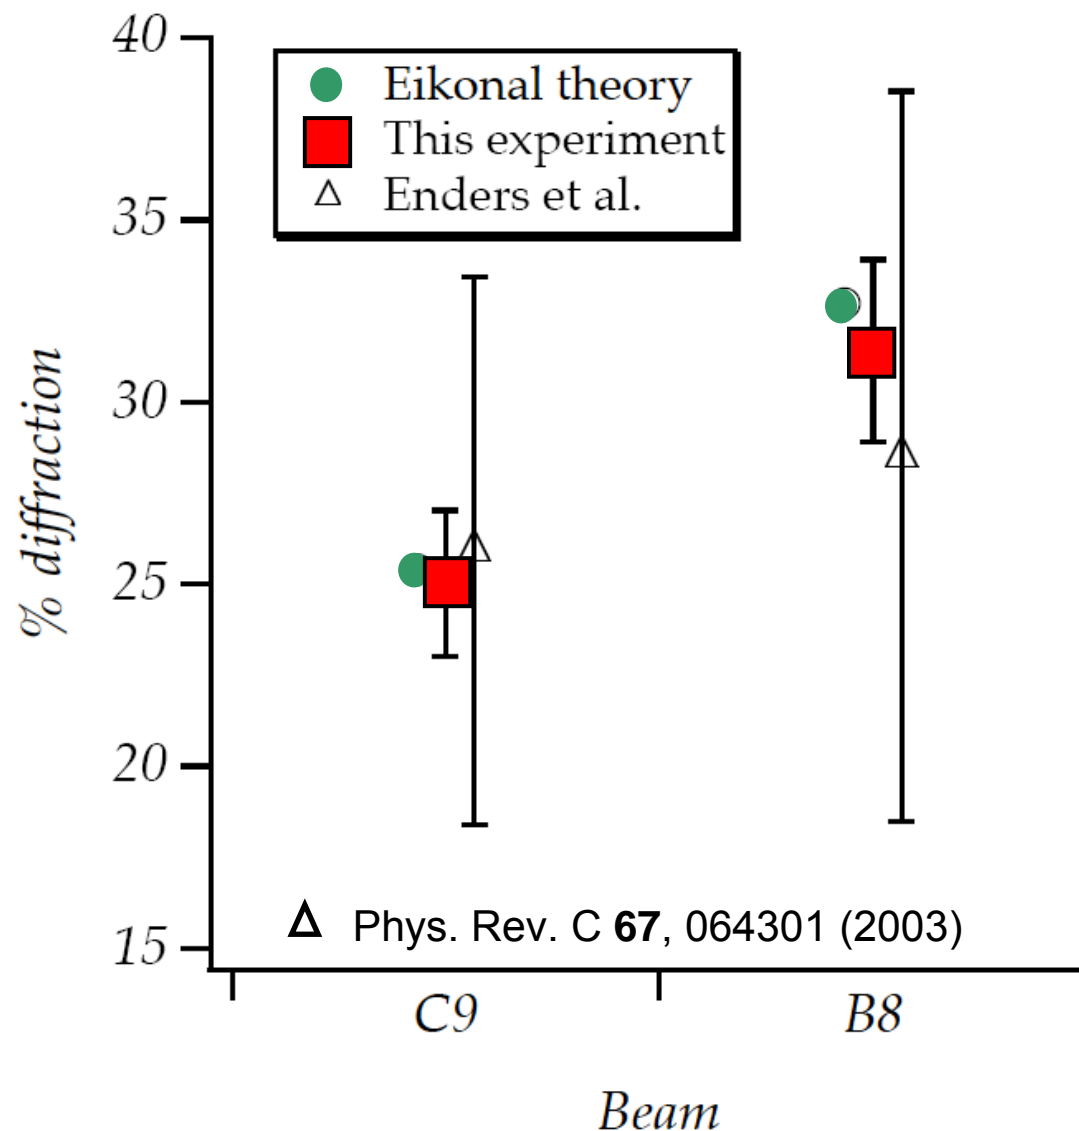 40
Eikonal theory
This experiment
Enders et al.
35
% diffraction
30
25
20
Phys. Rev. C 67, 064301 (2003)
15
C9 B8
Beam